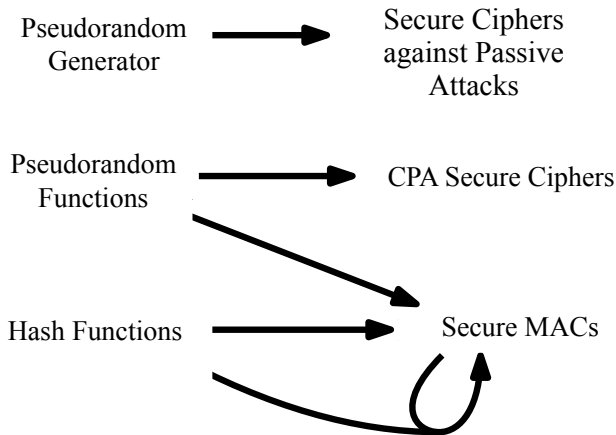 Pseudorandom
Generator
Secure Ciphers
against Passive
Attacks
Pseudorandom
Functions
CPA Secure Ciphers
Hash Functions
Secure MACs